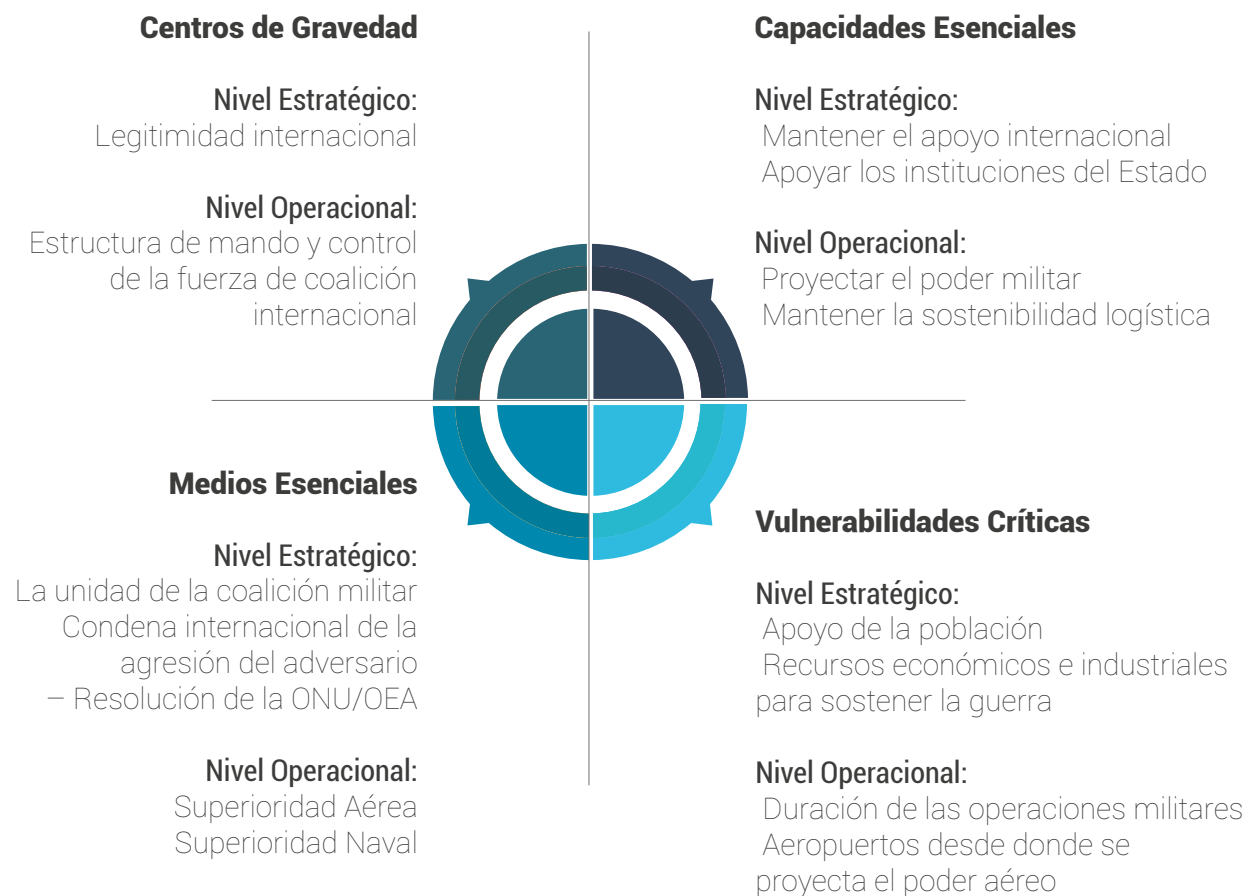 Centros de Gravedad
Nivel Estratégico:
Legitimidad internacional
Nivel Operacional:
Estructura de mando y control
de la fuerza de coalición
internacional
Capacidades Esenciales
Nivel Estratégico:
Mantener el apoyo internacional
Apoyar los instituciones del Estado
Nivel Operacional:
Proyectar el poder militar
Mantener la sostenibilidad logística
Medios Esenciales
Nivel Estratégico:
La unidad de la coalición militar
Condena internacional de la
agresión del adversario
– Resolución de la ONU/OEA
Nivel Operacional:
Superioridad Aérea
Superioridad Naval
Vulnerabilidades Críticas
Nivel Estratégico:
Apoyo de la población
Recursos económicos e industriales
para sostener la guerra
Nivel Operacional:
Duración de las operaciones militares
Aeropuertos desde donde se
proyecta el poder aéreo